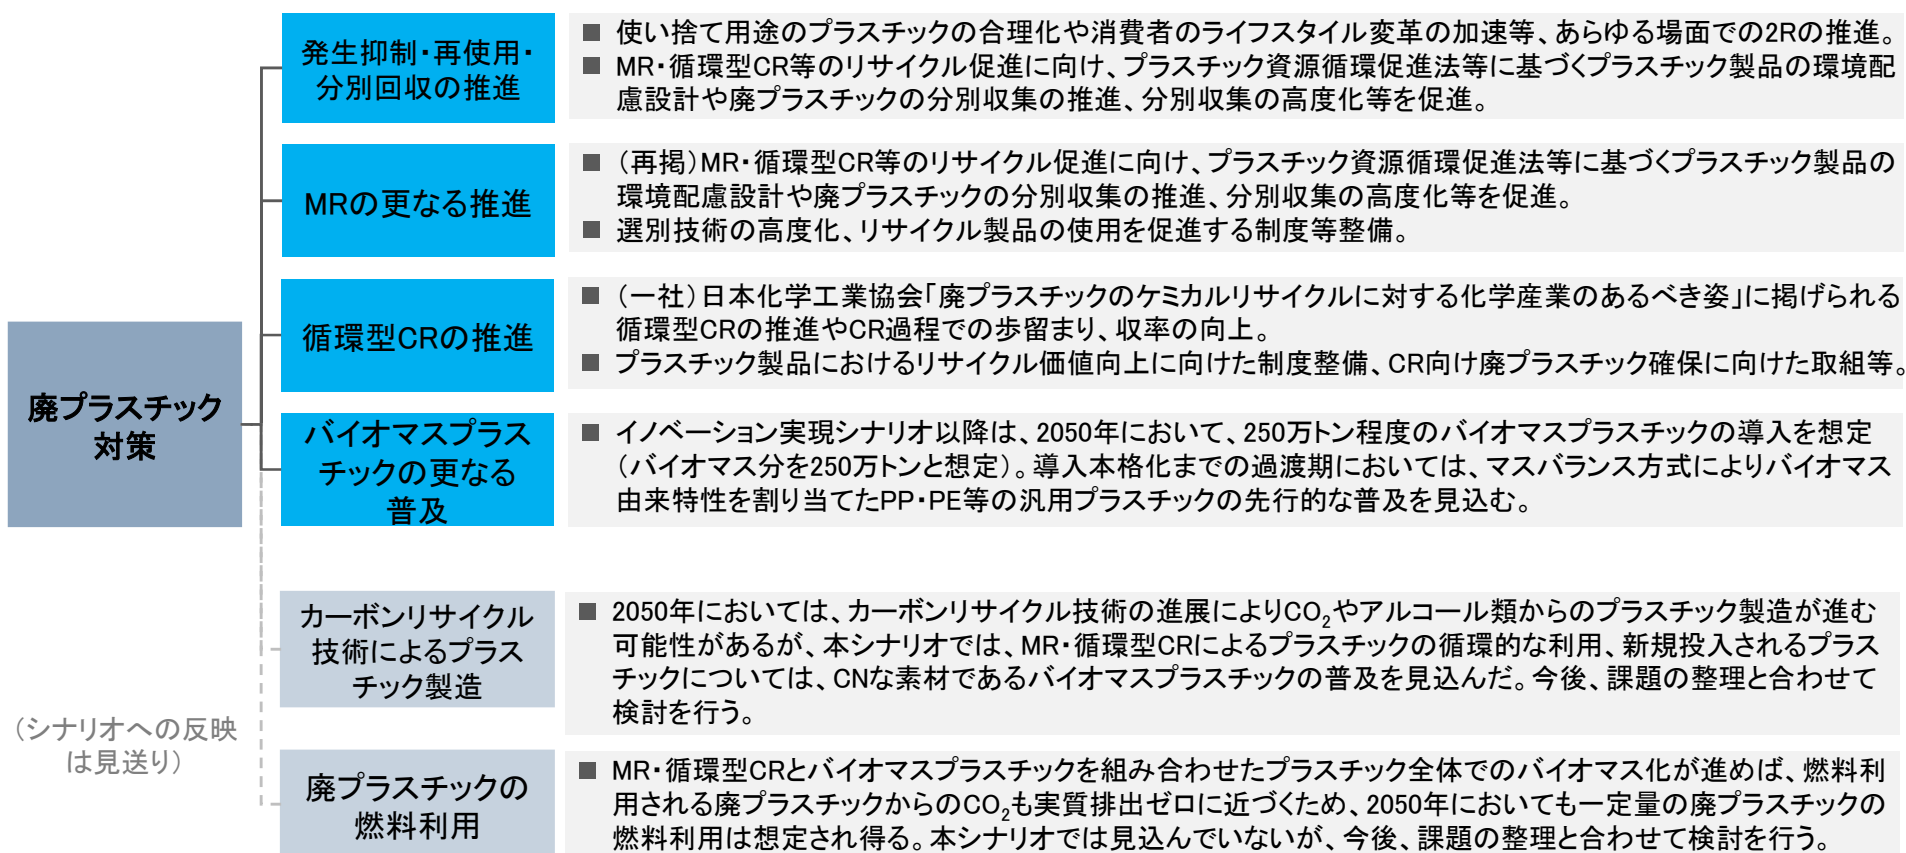 廃プラスチック
対策
発生抑制・再使用・
分別回収の推進
■ 使い捨て用途のプラスチックの合理化や消費者のライフスタイル変革の加速等、あらゆる場面での2Rの推進。
■ MR・循環型CR等のリサイクル促進に向け、プラスチック資源循環促進法等に基づくプラスチック製品の環境配
慮設計や廃プラスチックの分別収集の推進、分別収集の高度化等を促進。
MRの更なる推進
■ （再掲）MR・循環型CR等のリサイクル促進に向け、プラスチック資源循環促進法等に基づくプラスチック製品の
環境配慮設計や廃プラスチックの分別収集の推進、分別収集の高度化等を促進。
■ 選別技術の高度化、リサイクル製品の使用を促進する制度等整備。
循環型CRの推進
■ （一社）日本化学工業協会「廃プラスチックのケミカルリサイクルに対する化学産業のあるべき姿」に掲げられる
循環型CRの推進やCR過程での歩留まり、収率の向上。
■ プラスチック製品におけるリサイクル価値向上に向けた制度整備、CR向け廃プラスチック確保に向けた取組等。
バイオマスプラス
チックの更なる
普及
■ イノベーション実現シナリオ以降は、2050年において、250万トン程度のバイオマスプラスチックの導入を想定
（バイオマス分を250万トンと想定）。導入本格化までの過渡期においては、マスバランス方式によりバイオマス
由来特性を割り当てたPP・PE等の汎用プラスチックの先行的な普及を見込む。
（シナリオへの反映
は見送り）
カーボンリサイクル
技術によるプラス
チック製造
■ 2050年においては、カーボンリサイクル技術の進展によりCO₂やアルコール類からのプラスチック製造が進む
可能性があるが、本シナリオでは、MR・循環型CRによるプラスチックの循環的な利用、新規投入されるプラス
チックについては、CNな素材であるバイオマスプラスチックの普及を見込んだ。今後、課題の整理と合わせて
検討を行う。
廃プラスチックの
燃料利用
■ MR・循環型CRとバイオマスプラスチックを組み合わせたプラスチック全体でのバイオマス化が進めば、燃料利
用される廃プラスチックからのCO₂も実質排出ゼロに近づくため、2050年においても一定量の廃プラスチックの
燃料利用は想定され得る。本シナリオでは見込んでいないが、今後、課題の整理と合わせて検討を行う。